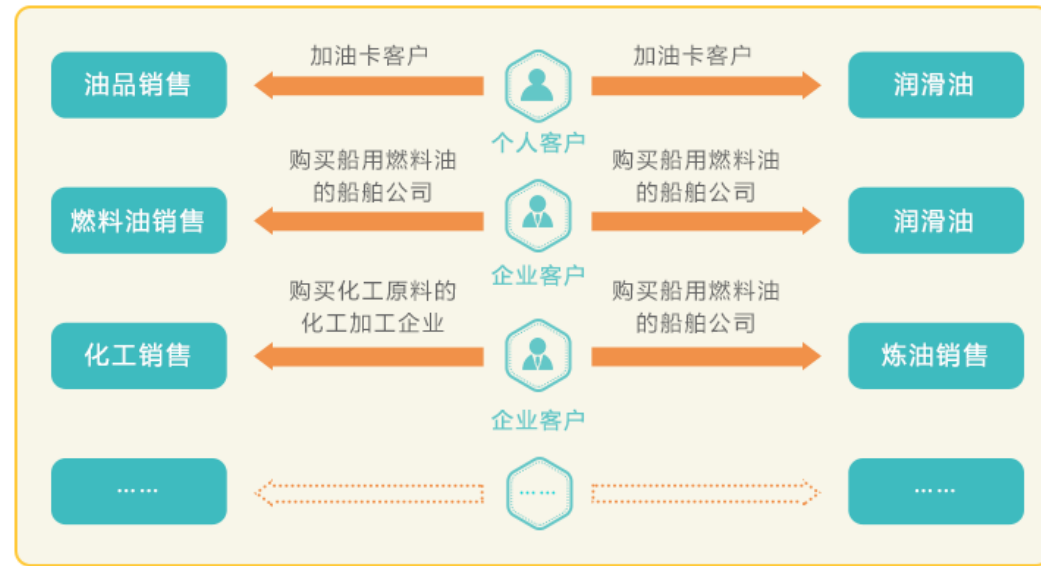 加油卡客户
加油卡客户
油品销售
润滑油
个人客户
购买船用燃料油
的船舶公司
购买船用燃料油
的船舶公司
燃料油销售
润滑油
企业客户
购买化工原料的
化工加工企业
购买船用燃料油
的船舶公司
化工销售
炼油销售
企业客户
……
……
……